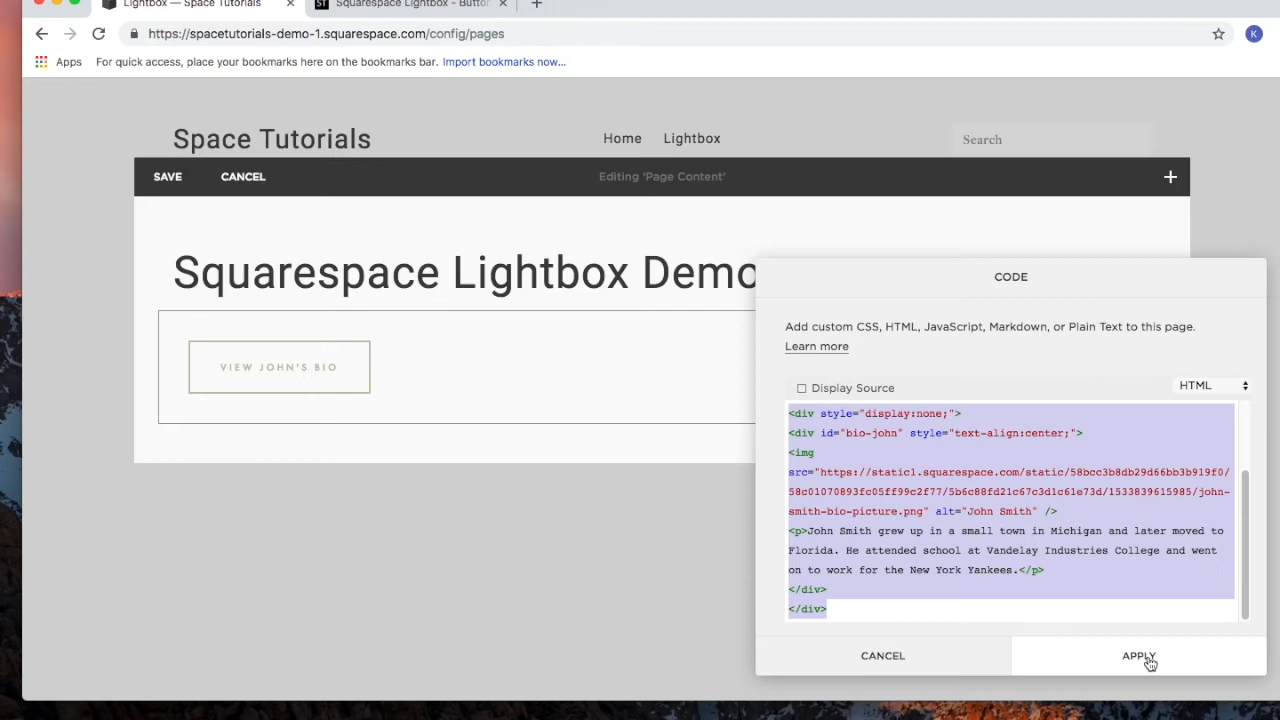 Lightbox — Space Tutorials
Squarespace Lightbox - Button
https://spacetutorials-demo-1.squarespace.com/config/pages
K
Apps For quick access, place your bookmarks here on the bookmarks bar. Import bookmarks now...
Space Tutorials
Home Lightbox
Search
SAVE CANCEL Editing 'Page Content'
Squarespace Lightbox Demo
VIEW JOHN'S BIO
CODE
Add custom CSS, HTML, JavaScript, Markdown, or Plain Text to this page.
Learn more
Display Source HTML
<div style="display:none;">
<div id="bio-john" style="text-align:center;">
<img
src="https://static1.squarespace.com/static/58bcc3b8db29d66bb3b919f0/
58c01070893fc05ff99c2f77/5b6c88fd21c67c3d1c61e73d/1533839615985/john-
smith-bio-picture.png" alt="John Smith" />
<p>John Smith grew up in a small town in Michigan and later moved to
Florida. He attended school at Vandelay Industries College and went
on to work for the New York Yankees.</p>
</div>
</div>
CANCEL APPLY